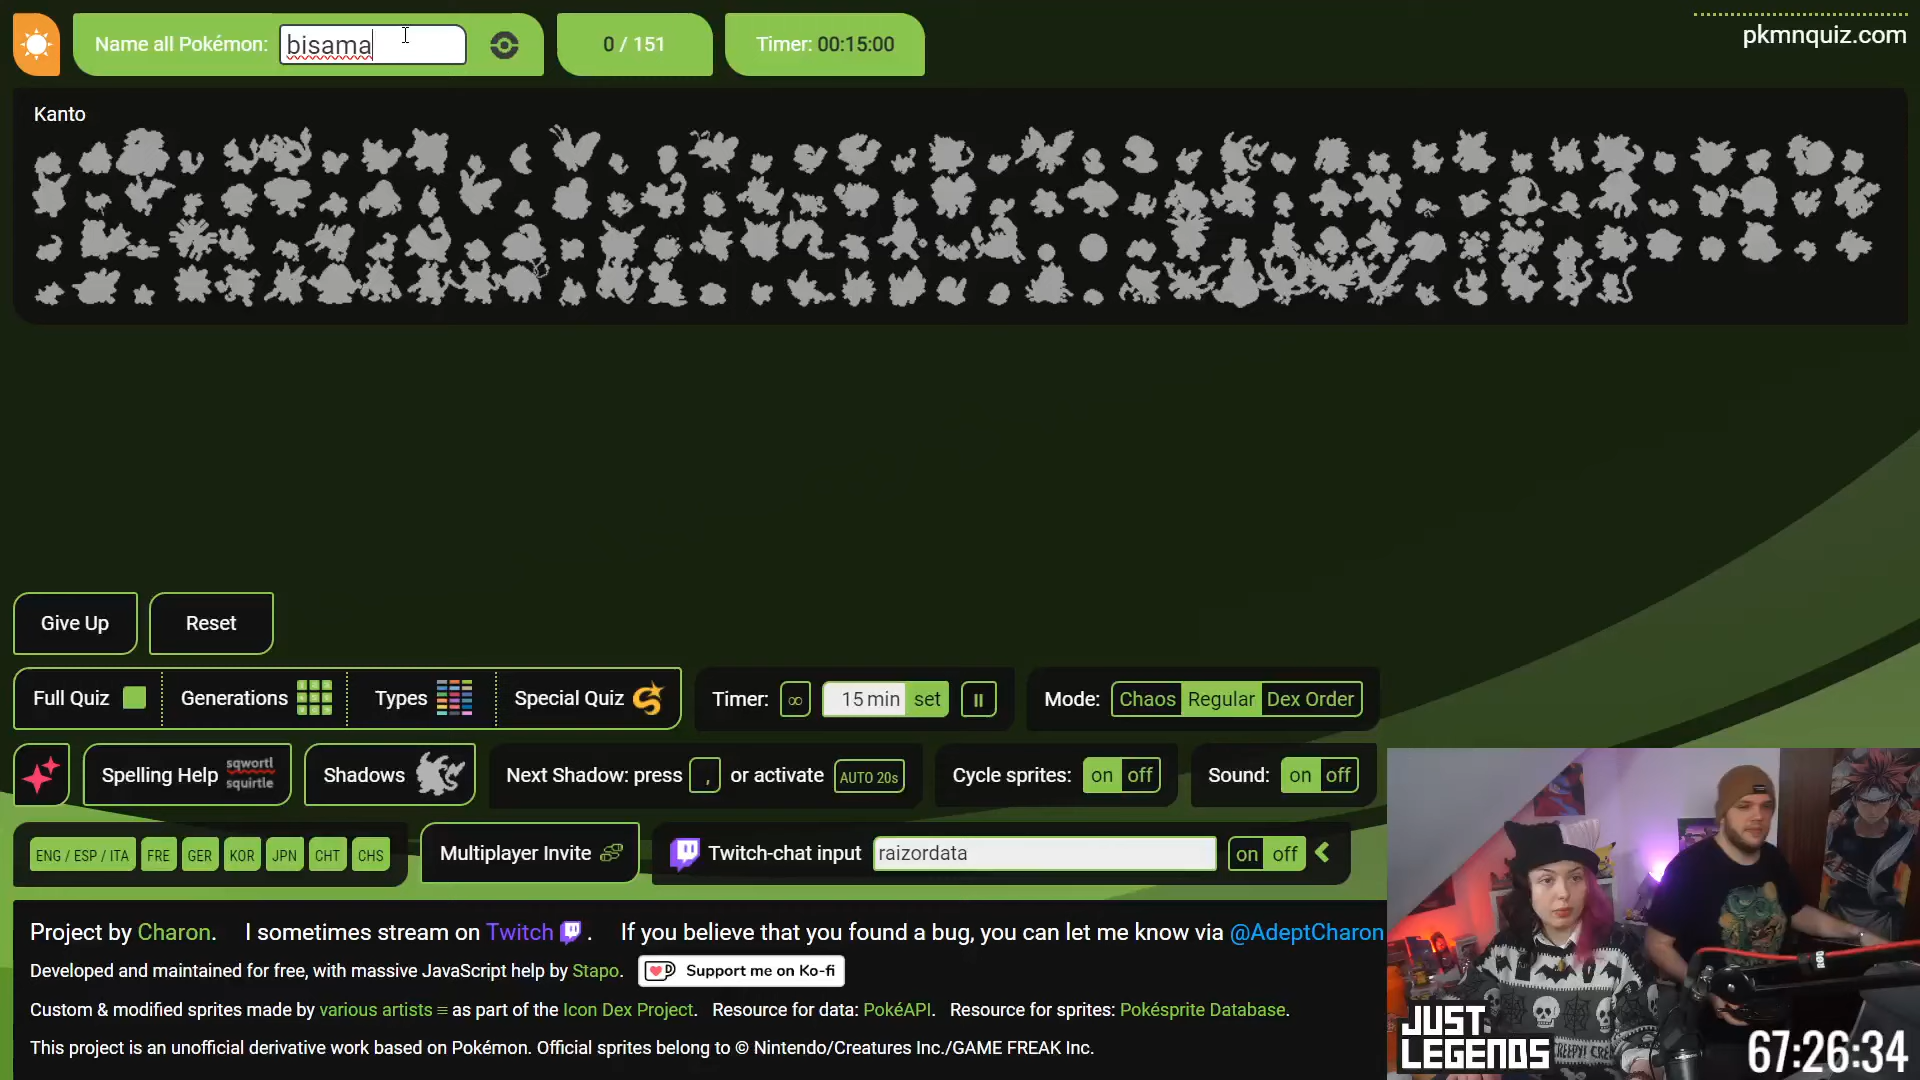 Name all Pokémon: bisama
0 / 151
Timer: 00:15:00
pkmnquiz.com
Kanto
Give Up
Reset
Full Quiz
Generations
Types
Special Quiz
Timer: ∞ 15 min set
Mode: Chaos Regular Dex Order
Spelling Help sqwortl squirtle
Shadows
Next Shadow: press , or activate AUTO 20s
Cycle sprites: on off
Sound: on off
ENG / ESP / ITA FRE GER KOR JPN CHT CHS
Multiplayer Invite
Twitch-chat input raizordata on off
Project by Charon. I sometimes stream on Twitch . If you believe that you found a bug, you can let me know via @AdeptCharon
Developed and maintained for free, with massive JavaScript help by Stapo. Support me on Ko-fi
Custom & modified sprites made by various artists ≡ as part of the Icon Dex Project. Resource for data: PokéAPI. Resource for sprites: Pokésprite Database.
This project is an unofficial derivative work based on Pokémon. Official sprites belong to © Nintendo/Creatures Inc./GAME FREAK Inc.
JUST
LEGENDS
67:26:34